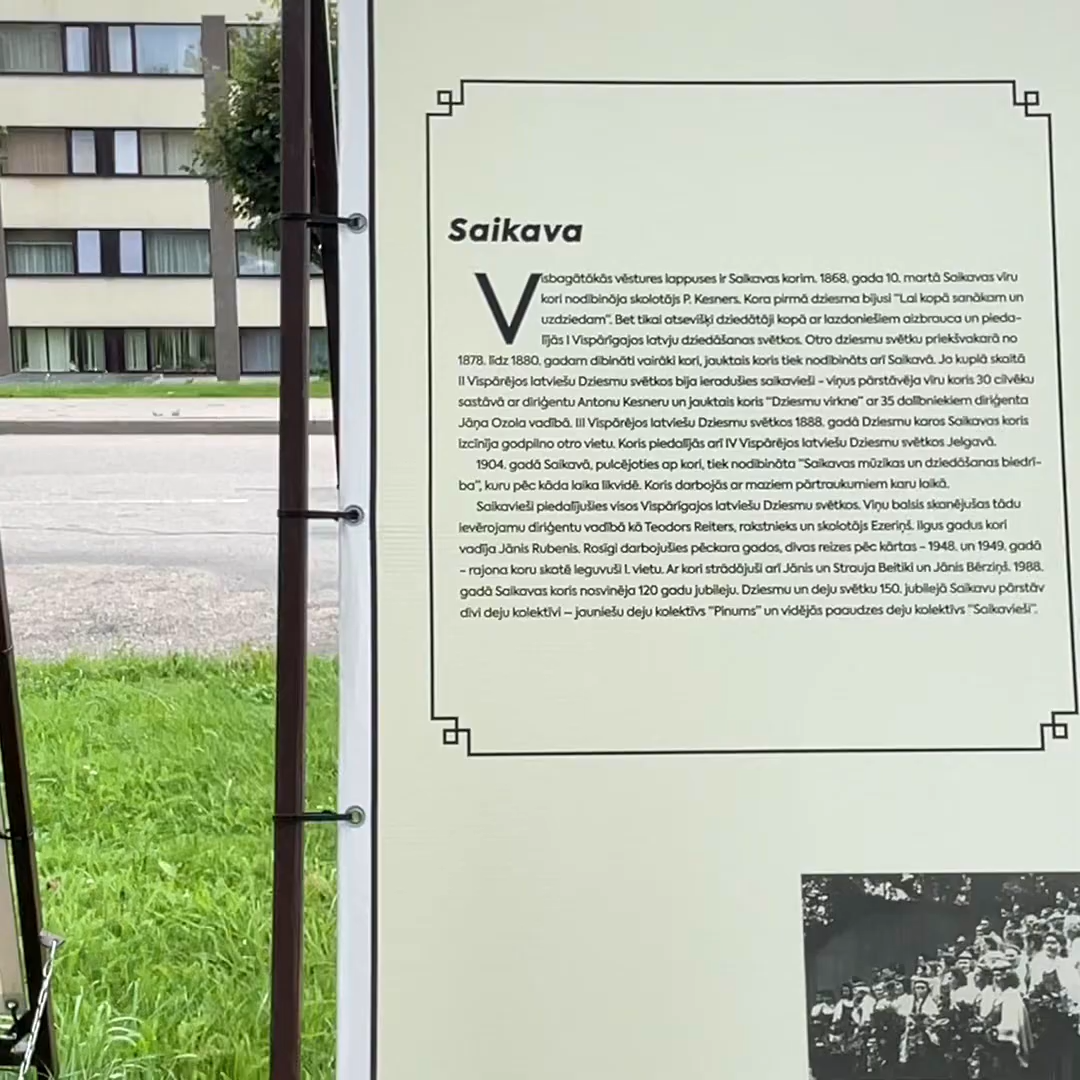 Saikava
Visbagātākās vēstures lappuses ir Saikavas korim. 1868. gada 10. martā Saikavas vīru
kori nodibināja skolotājs P. Kesners. Kora pirmā dziesma bijusi "Lai kopā sanākam un
uzdziedam". Bet tikai atsevišķi dziedātāji kopā ar lazdoniešiem aizbrauca un pieda-
lījās I Vispārīgajos latvju dziedāšanas svētkos. Otro dziesmu svētku priekšvakarā no
1878. līdz 1880. gadam dibināti vairāki kori, jauktais koris tiek nodibināts arī Saikavā. Jo kuplā skaitā
II Vispārējos latviešu Dziesmu svētkos bija ieradušies saikavieši – viņus pārstāvēja vīru koris 30 cilvēku
sastāvā ar diriģentu Antonu Kesneru un jauktais koris "Dziesmu virkne" ar 35 dalībniekiem diriģenta
Jāņa Ozola vadībā. III Vispārējos latviešu Dziesmu svētkos 1888. gadā Dziesmu karos Saikavas koris
izcīnīja godpilno otro vietu. Koris piedalījās arī IV Vispārējos latviešu Dziesmu svētkos Jelgavā.
1904. gadā Saikavā, pulcējoties ap kori, tiek nodibināta "Saikavas mūzikas un dziedāšanas biedrī-
ba", kuru pēc kāda laika likvidē. Koris darbojās ar maziem pārtraukumiem karu laikā.
Saikavieši piedalījušies visos Vispārīgajos latviešu Dziesmu svētkos. Viņu balsis skanējušas tādu
ievērojamu diriģentu vadībā kā Teodors Reiters, rakstnieks un skolotājs Ezeriņš. Ilgus gadus kori
vadīja Jānis Rubenis. Rosīgi darbojušies pēckara gados, divas reizes pēc kārtas – 1948. un 1949. gadā
– rajona koru skatē ieguvuši I. vietu. Ar kori strādājuši arī Jānis un Strauja Beitiki un Jānis Bērziņš. 1988.
gadā Saikavas koris nosvinēja 120 gadu jubileju. Dziesmu un deju svētku 150. jubilejā Saikavu pārstāv
divi deju kolektīvi – jauniešu deju kolektīvs "Pinums" un vidējās paaudzes deju kolektīvs "Saikavieši".